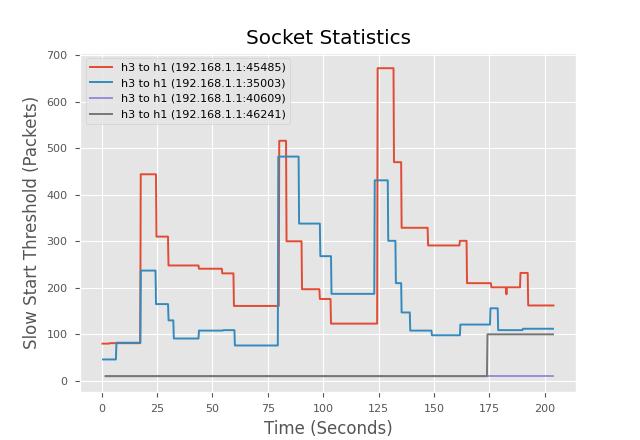 Socket Statistics
h3 to h1 (192.168.1.1:45485)
h3 to h1 (192.168.1.1:35003)
h3 to h1 (192.168.1.1:40609)
h3 to h1 (192.168.1.1:46241)
Slow Start Threshold (Packets)
700
600
500
400
300
200
100
0
0 25 50 75 100 125 150 175 200
Time (Seconds)